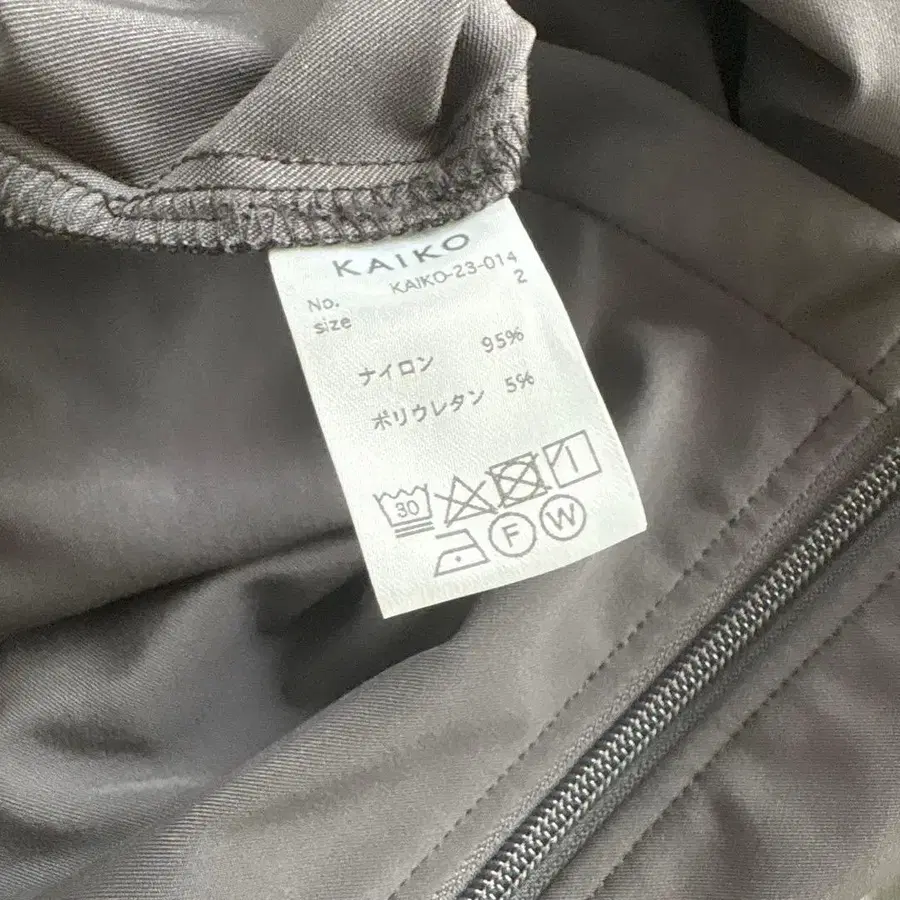 KAIKO
No. KAIKO-23-014
size 2
ナイロン 95%
ポリウレタン 5%
30
F W